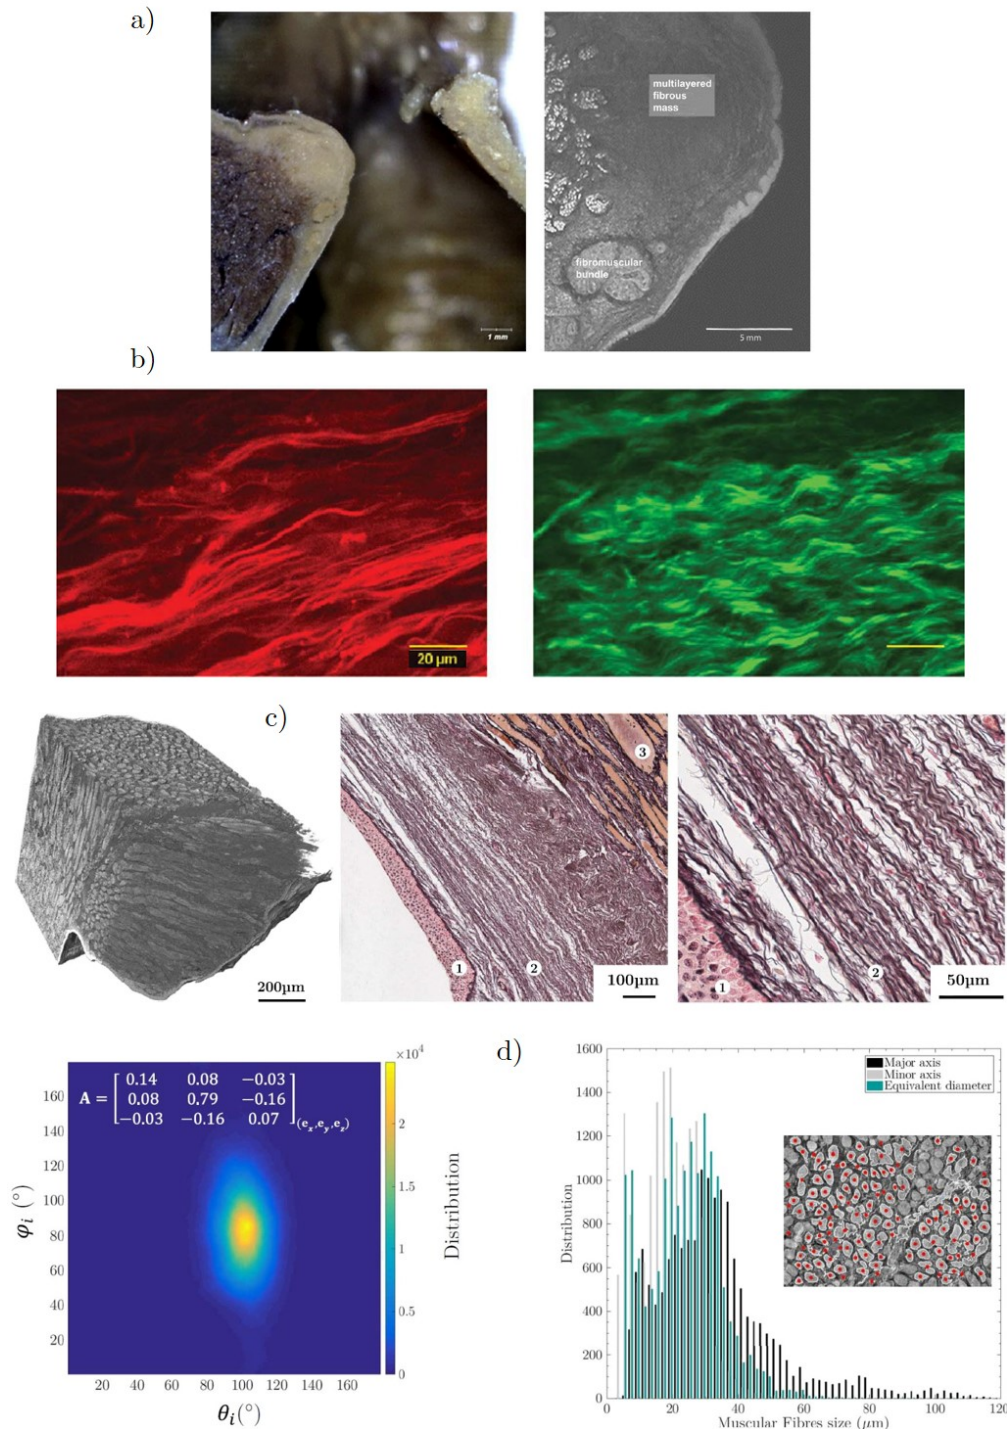 a)
multilayered
fibrous
mass
fibromuscular
bundle
1 mm
5 mm
b)
20 µm
c)
200µm
1
2
3
100µm
1
2
50µm
A = [0.14 0.08 −0.03
0.08 0.79 −0.16
−0.03 −0.16 0.07](eₓ,e_y,e_z)
φᵢ (°)
160
140
120
100
80
60
40
20
20 40 60 80 100 120 140 160
θᵢ(°)
×10⁴
2
1.5
1
0.5
0
Distribution
d)
Major axis
Minor axis
Equivalent diameter
Distribution
1600
1400
1200
1000
800
600
400
200
0
0 20 40 60 80 100 120
Muscular Fibres size (µm)